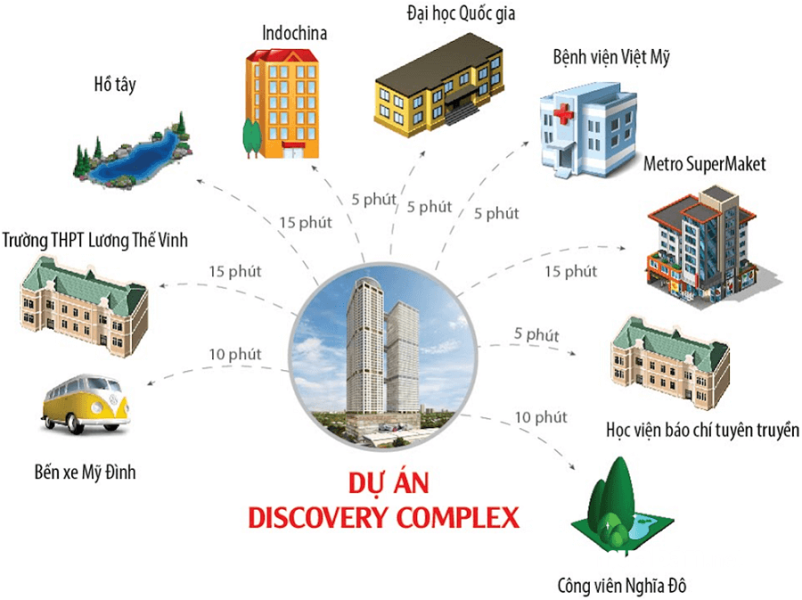 Đại học Quốc gia
Indochina
Bệnh viện Việt Mỹ
Hồ tây
Metro SuperMaket
5 phút
5 phút
5 phút
15 phút
Trường THPT Lương Thế Vinh
15 phút
15 phút
5 phút
10 phút
10 phút
Học viện báo chí tuyên truyền
Bến xe Mỹ Đình
DỰ ÁN
DISCOVERY COMPLEX
Công viên Nghĩa Đô